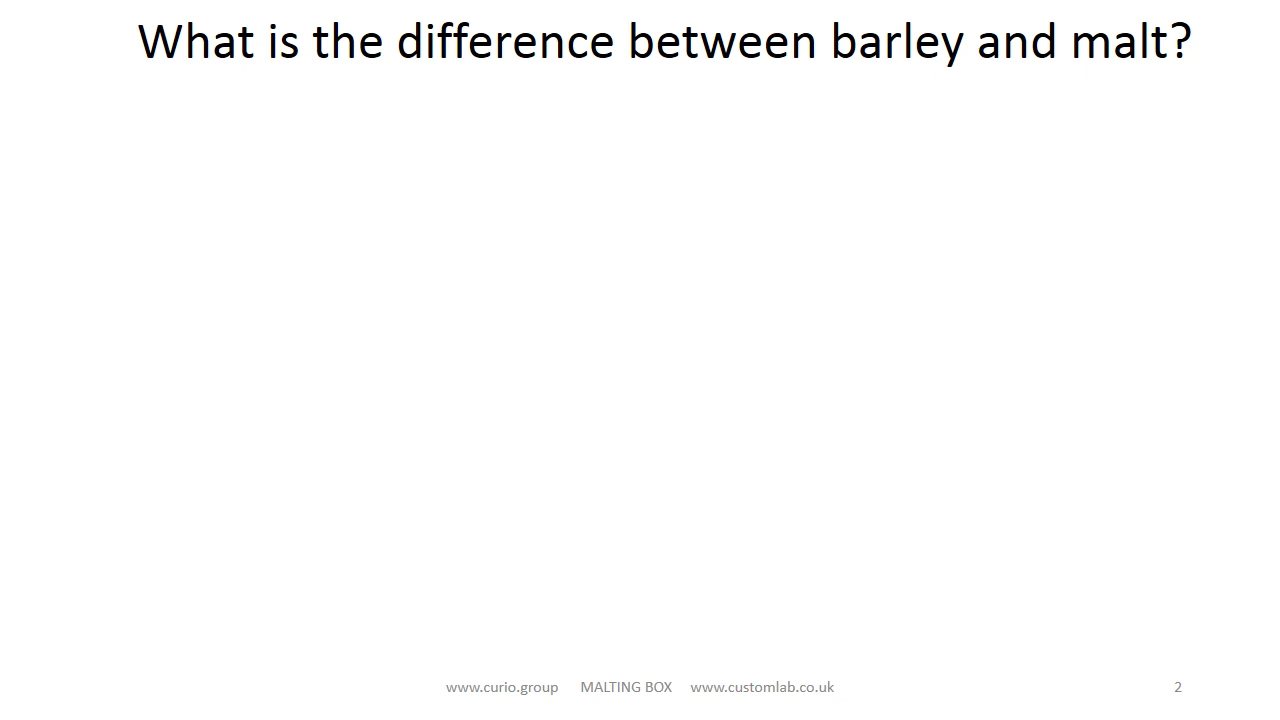 What is the difference between barley and malt?
www.curio.group MALTING BOX www.customlab.co.uk 2